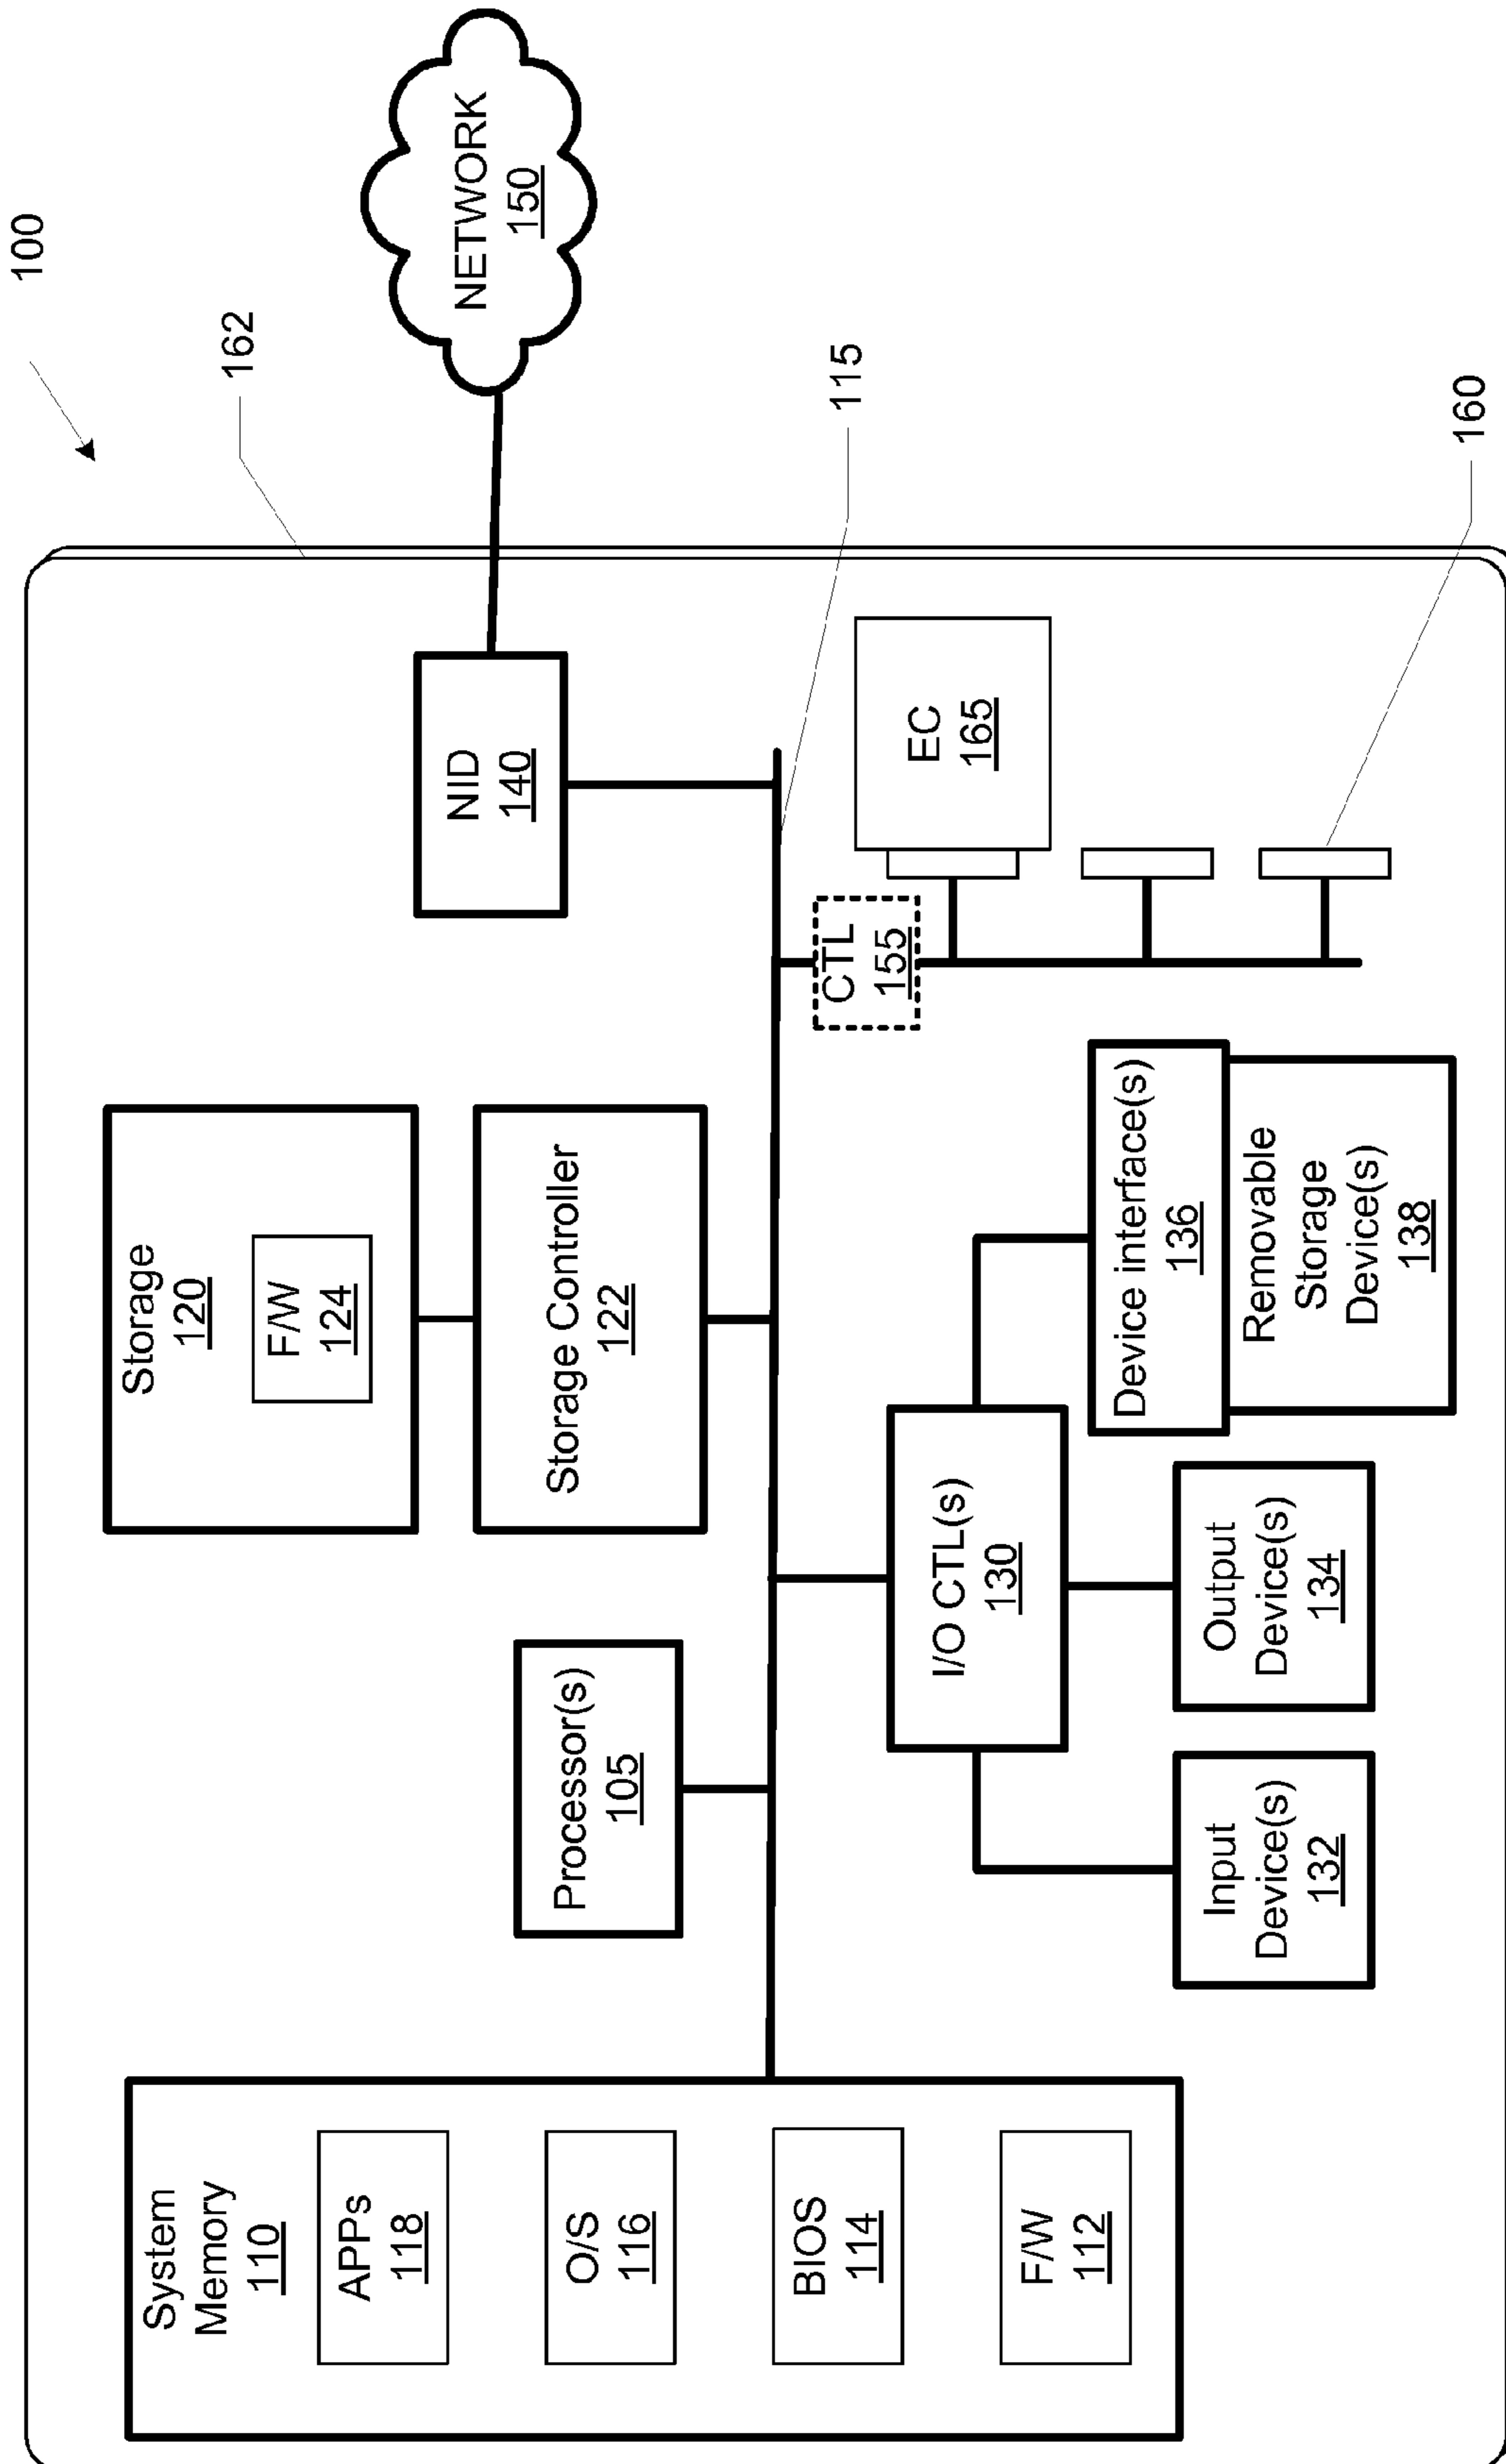 100
162
System
Memory
110
APPs
118
O/S
116
BIOS
114
F/W
112
Processor(s)
105
Storage
120
F/W
124
Storage Controller
122
NID
140
NETWORK
150
115
I/O CTL(s)
130
Input
Device(s)
132
Output
Device(s)
134
Device interface(s)
136
Removable
Storage
Device(s)
138
CTL
155
EC
165
160